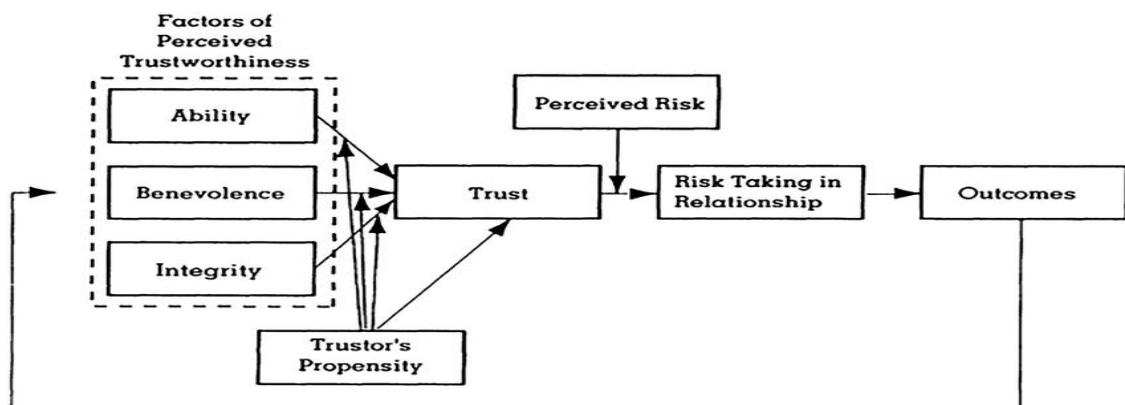 Factors of
Perceived
Trustworthiness
Ability
Benevolence
Integrity
Trustor's
Propensity
Trust
Perceived Risk
Risk Taking in
Relationship
Outcomes